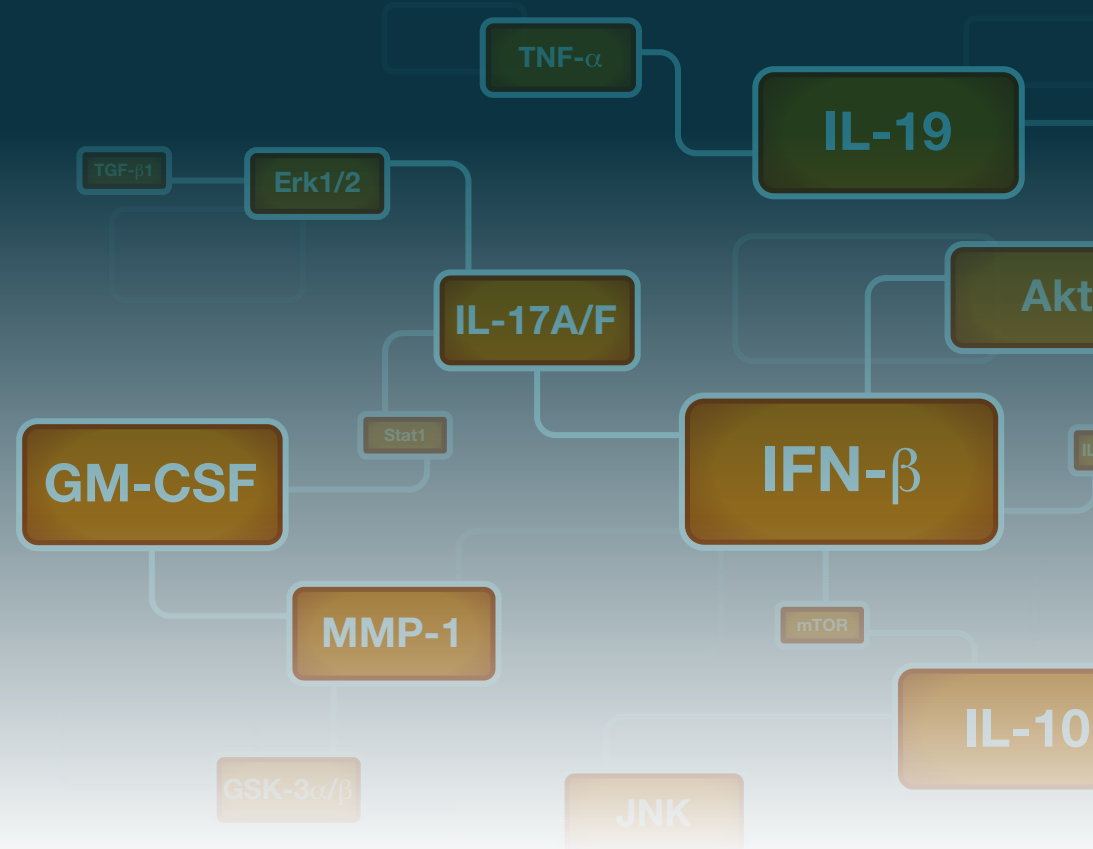 TNF-α
IL-19
TGF-β1
Erk1/2
Akt
IL-17A/F
Stat1
GM-CSF
IFN-β
IL
MMP-1
mTOR
IL-10
GSK-3α/β
JNK